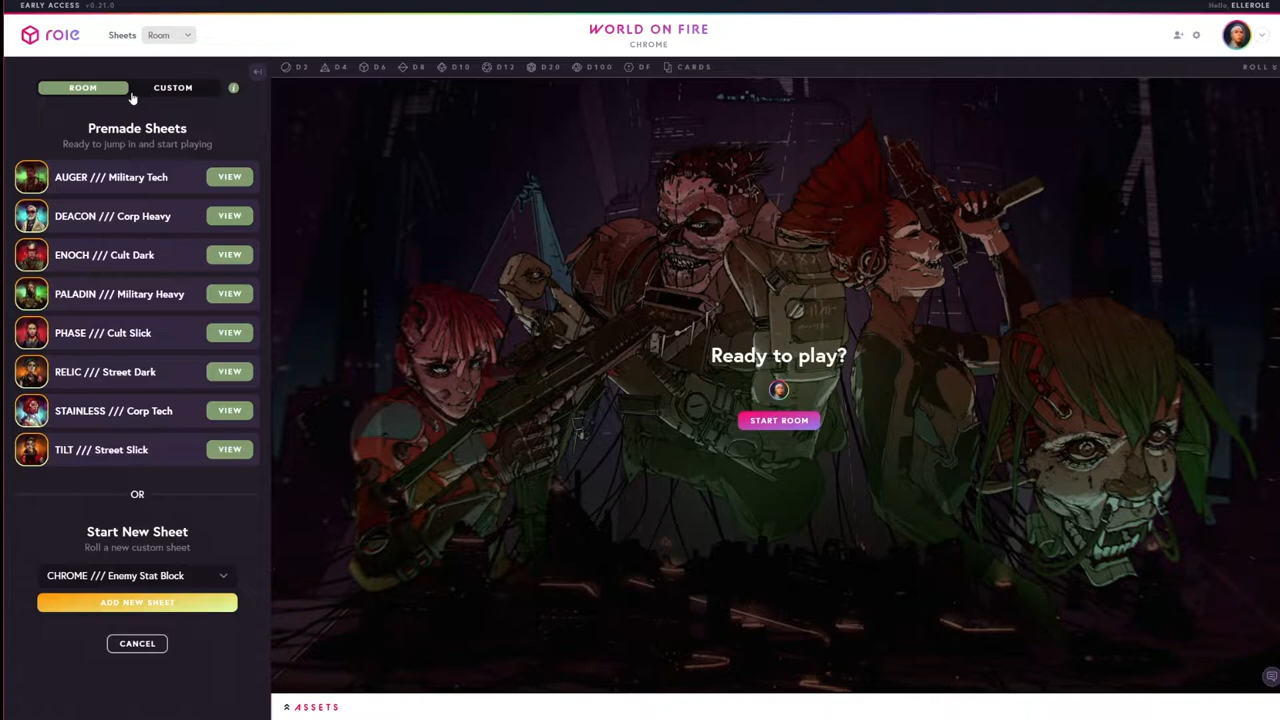 EARLY ACCESS v0.21.0
Hello, ELLEROLE
role
Sheets
Room
WORLD ON FIRE
CHROME
D2
D4
D6
D8
D10
D12
D20
D100
DF
CARDS
ROLL
ROOM
CUSTOM
Premade Sheets
Ready to jump in and start playing
AUGER /// Military Tech
VIEW
DEACON /// Corp Heavy
VIEW
ENOCH /// Cult Dark
VIEW
PALADIN /// Military Heavy
VIEW
PHASE /// Cult Slick
VIEW
RELIC /// Street Dark
VIEW
STAINLESS /// Corp Tech
VIEW
TILT /// Street Slick
VIEW
OR
Start New Sheet
Roll a new custom sheet
CHROME /// Enemy Stat Block
ADD NEW SHEET
CANCEL
Ready to play?
START ROOM
ASSETS